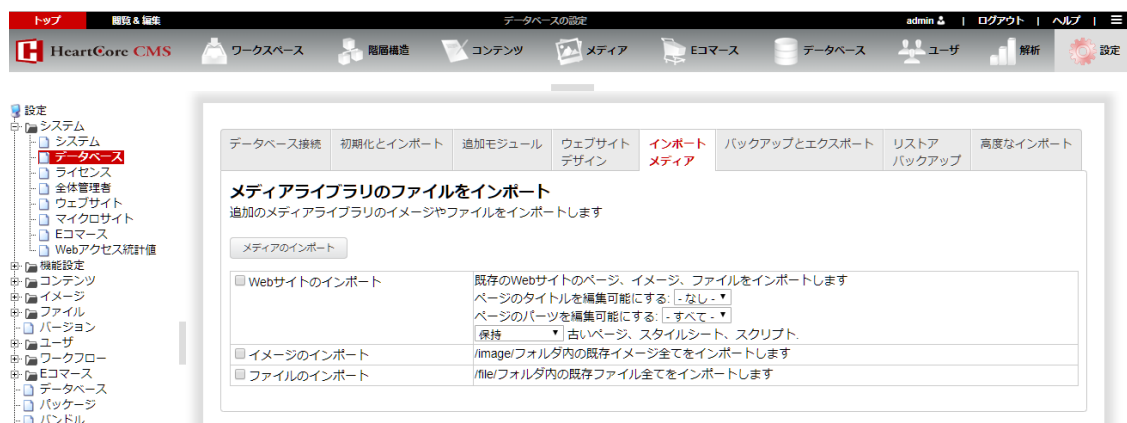 トップ 閲覧 & 編集 データベースの設定 admin | ログアウト | ヘルプ |
HeartCore CMS ワークスペース 階層構造 コンテンツ メディア Eコマース データベース ユーザ 解析 設定
設定
システム
システム
データベース
ライセンス
全体管理者
ウェブサイト
マイクロサイト
Eコマース
Webアクセス統計値
機能設定
コンテンツ
イメージ
ファイル
バージョン
ユーザ
ワークフロー
Eコマース
データベース
パッケージ
バンドル
データベース接続 初期化とインポート 追加モジュール ウェブサイト デザイン インポート メディア バックアップとエクスポート リストア バックアップ 高度なインポート
メディアライブラリのファイルをインポート
追加のメディアライブラリのイメージやファイルをインポートします
メディアのインポート
Webサイトのインポート 既存のWebサイトのページ、イメージ、ファイルをインポートします
ページのタイトルを編集可能にする: - なし -
ページのパーツを編集可能にする: - すべて -
保持 古いページ、スタイルシート、スクリプト.
イメージのインポート /image/フォルダ内の既存イメージ全てをインポートします
ファイルのインポート /file/フォルダ内の既存ファイル全てをインポートします